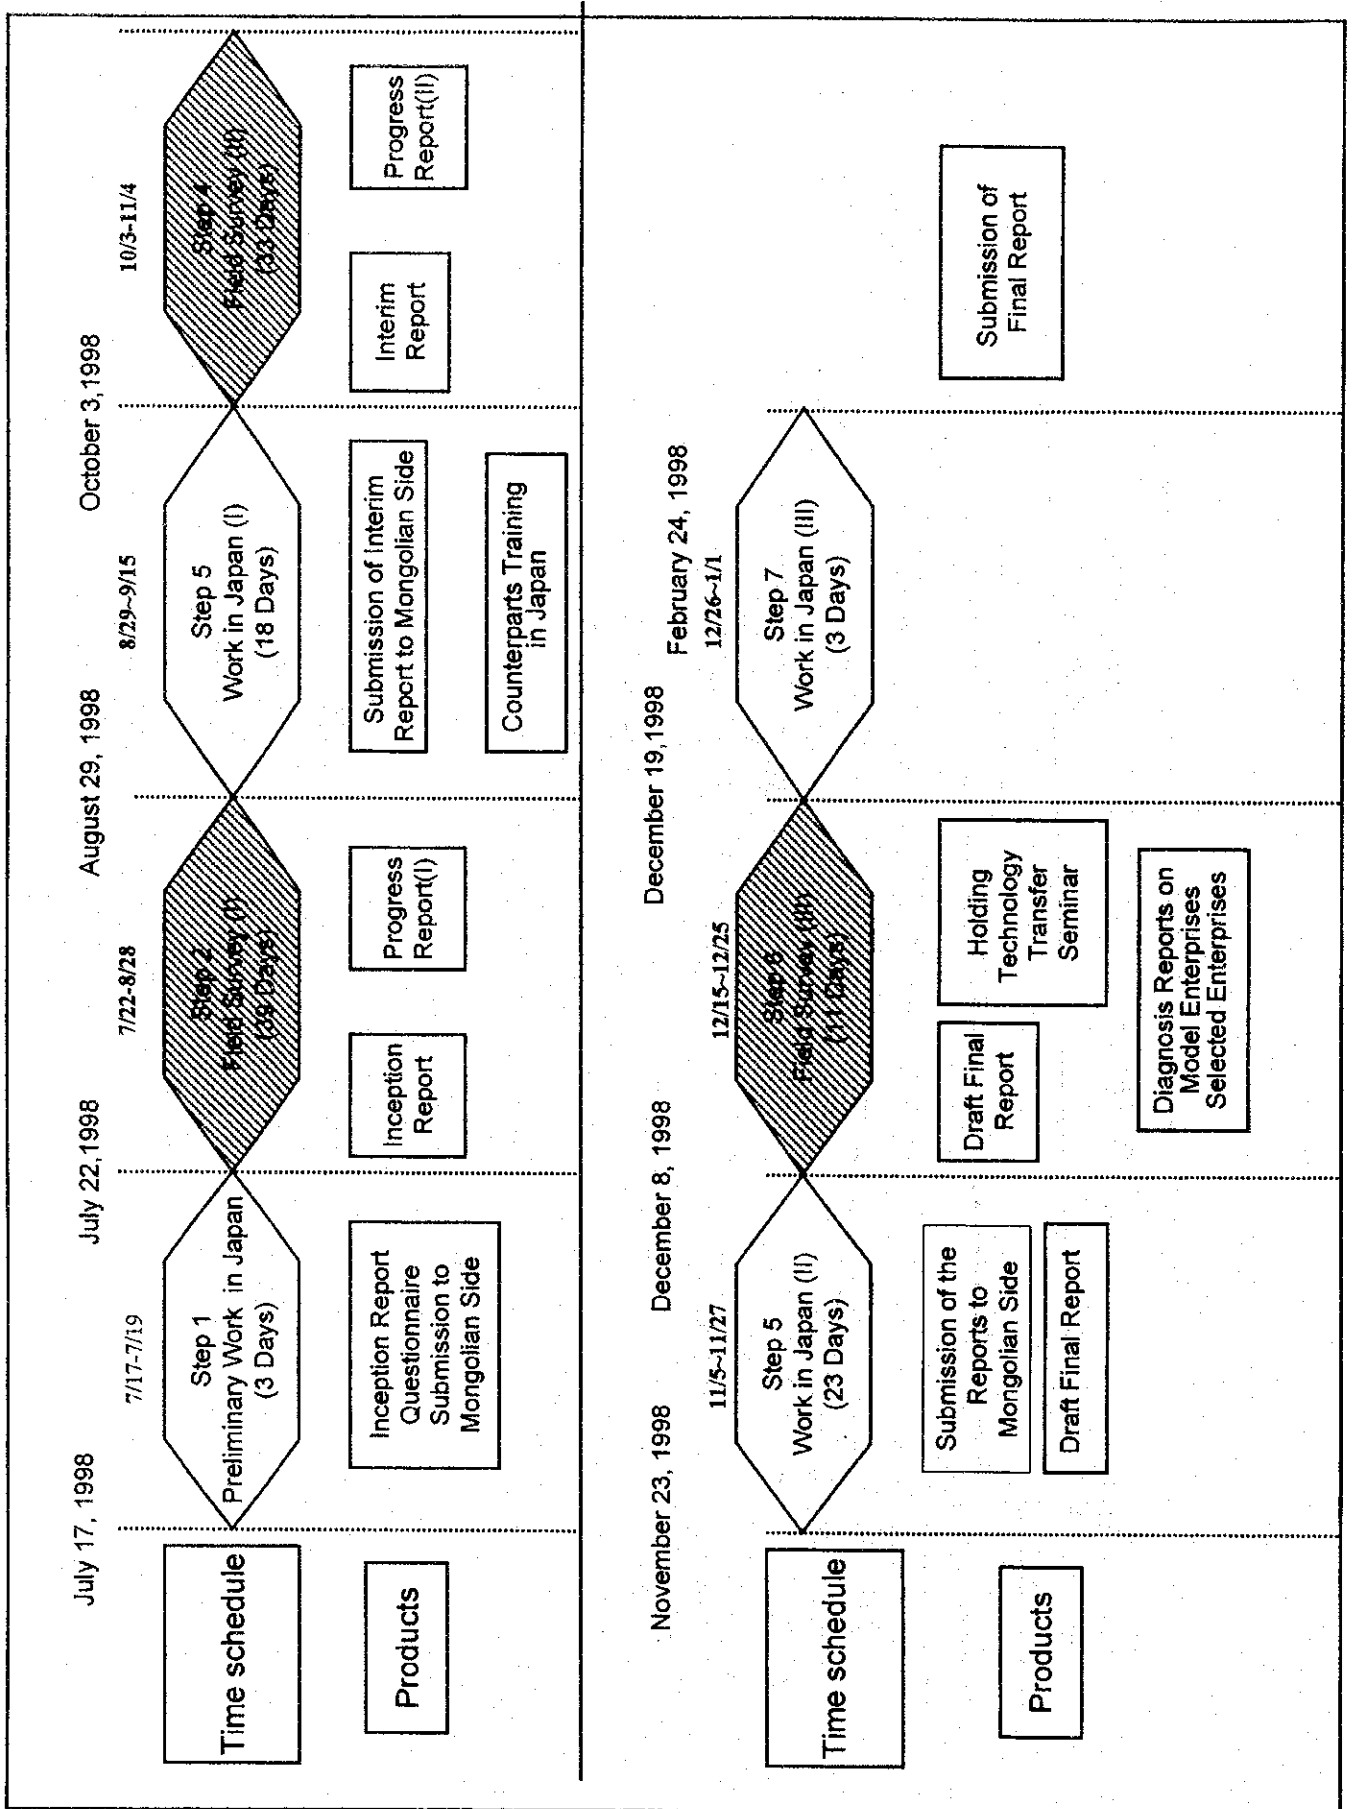 July 17, 1998
July 22,1998
August 29, 1998
October 3,1998
Time schedule
7/17-7/19
Step 1
Preliminary Work in Japan
(3 Days)
7/22-8/28
Step 2
Field Survey (I)
(39 Days)
8/29~9/15
Step 5
Work in Japan (I)
(18 Days)
10/3-11/4
Step 4
Field Survey (II)
(33 Days)
Products
Inception Report
Questionnaire
Submission to
Mongolian Side
Inception
Report
Progress
Report(I)
Submission of Interim
Report to Mongolian Side
Counterparts Training
in Japan
Interim
Report
Progress
Report(II)
November 23, 1998
December 8, 1998
December 19,1998
February 24, 1998
Time schedule
11/5~11/27
Step 5
Work in Japan (II)
(23 Days)
12/15~12/25
Step 6
Field Survey (III)
(11 Days)
12/26~1/1
Step 7
Work in Japan (III)
(3 Days)
Products
Submission of the
Reports to
Mongolian Side
Draft Final Report
Draft Final
Report
Holding
Technology
Transfer
Seminar
Diagnosis Reports on
Model Enterprises
Selected Enterprises
Submission of
Final Report